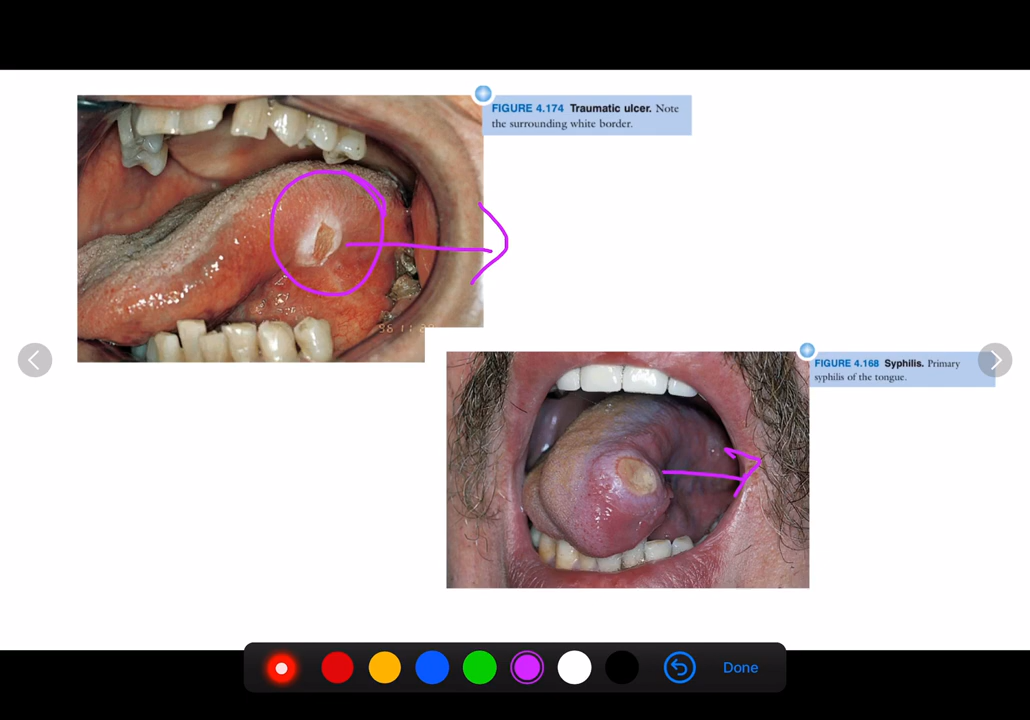 FIGURE 4.174 Traumatic ulcer. Note
the surrounding white border.
FIGURE 4.168 Syphilis. Primary
syphilis of the tongue.
Done